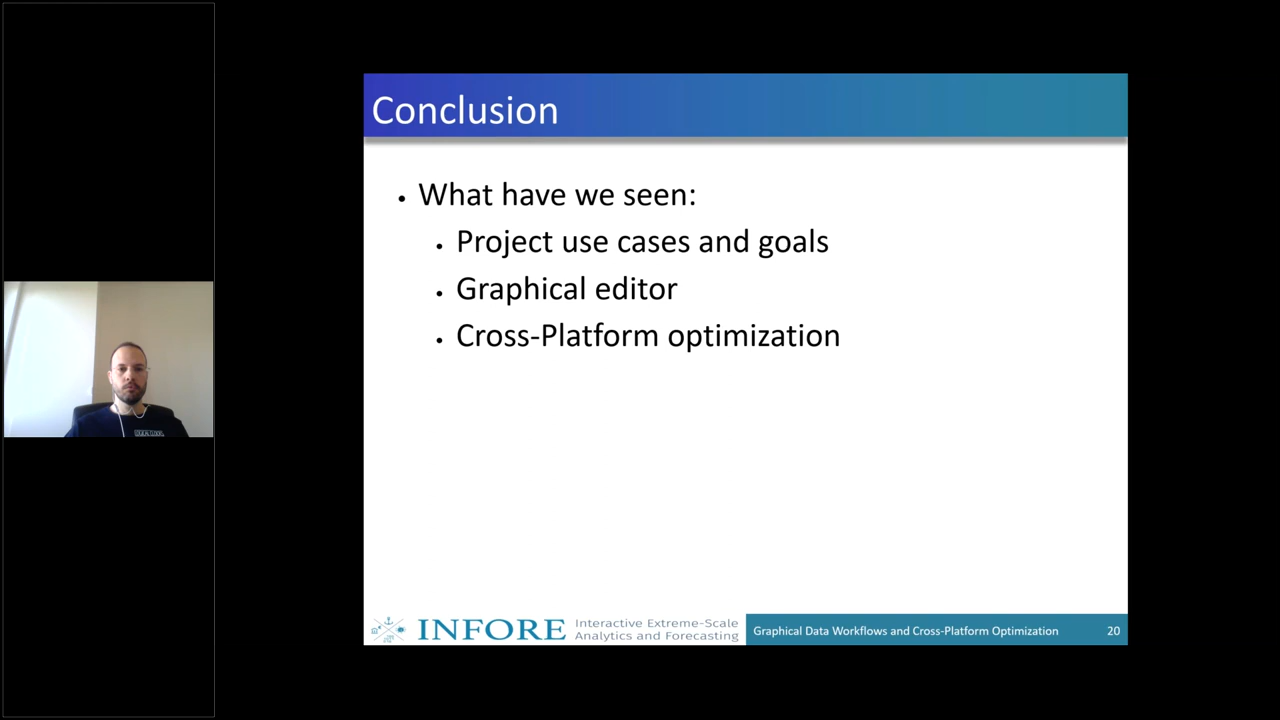 Conclusion
• What have we seen:
• Project use cases and goals
• Graphical editor
• Cross-Platform optimization
INFORE
Interactive Extreme-Scale
Analytics and Forecasting
Graphical Data Workflows and Cross-Platform Optimization
20